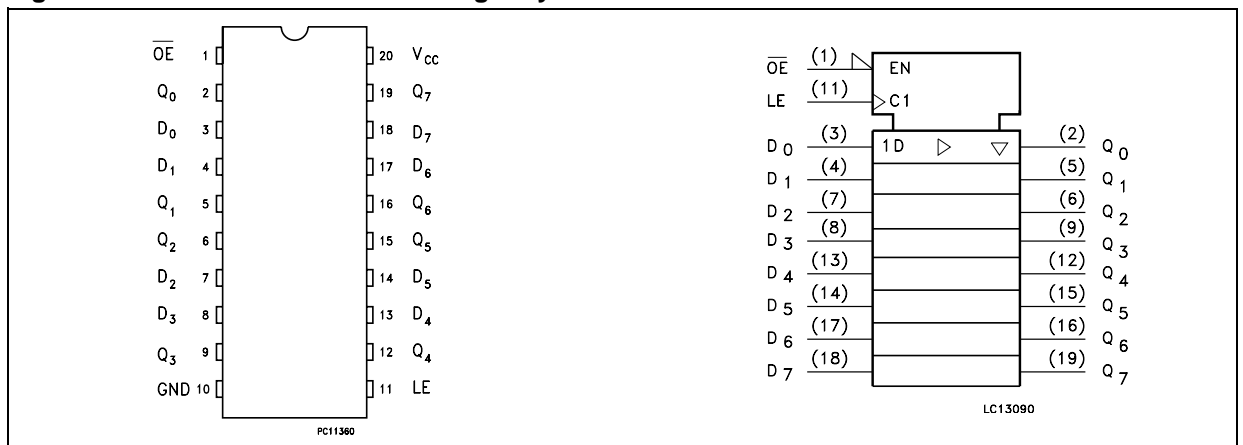 OE 1 20 VCC
Q0 2 19 Q7
D0 3 18 D7
D1 4 17 D6
Q1 5 16 Q6
Q2 6 15 Q5
D2 7 14 D5
D3 8 13 D4
Q3 9 12 Q4
GND 10 11 LE
PC11360
OE (1) EN
LE (11) C1
D0 (3) 1D (2) Q0
D1 (4) (5) Q1
D2 (7) (6) Q2
D3 (8) (9) Q3
D4 (13) (12) Q4
D5 (14) (15) Q5
D6 (17) (16) Q6
D7 (18) (19) Q7
LC13090